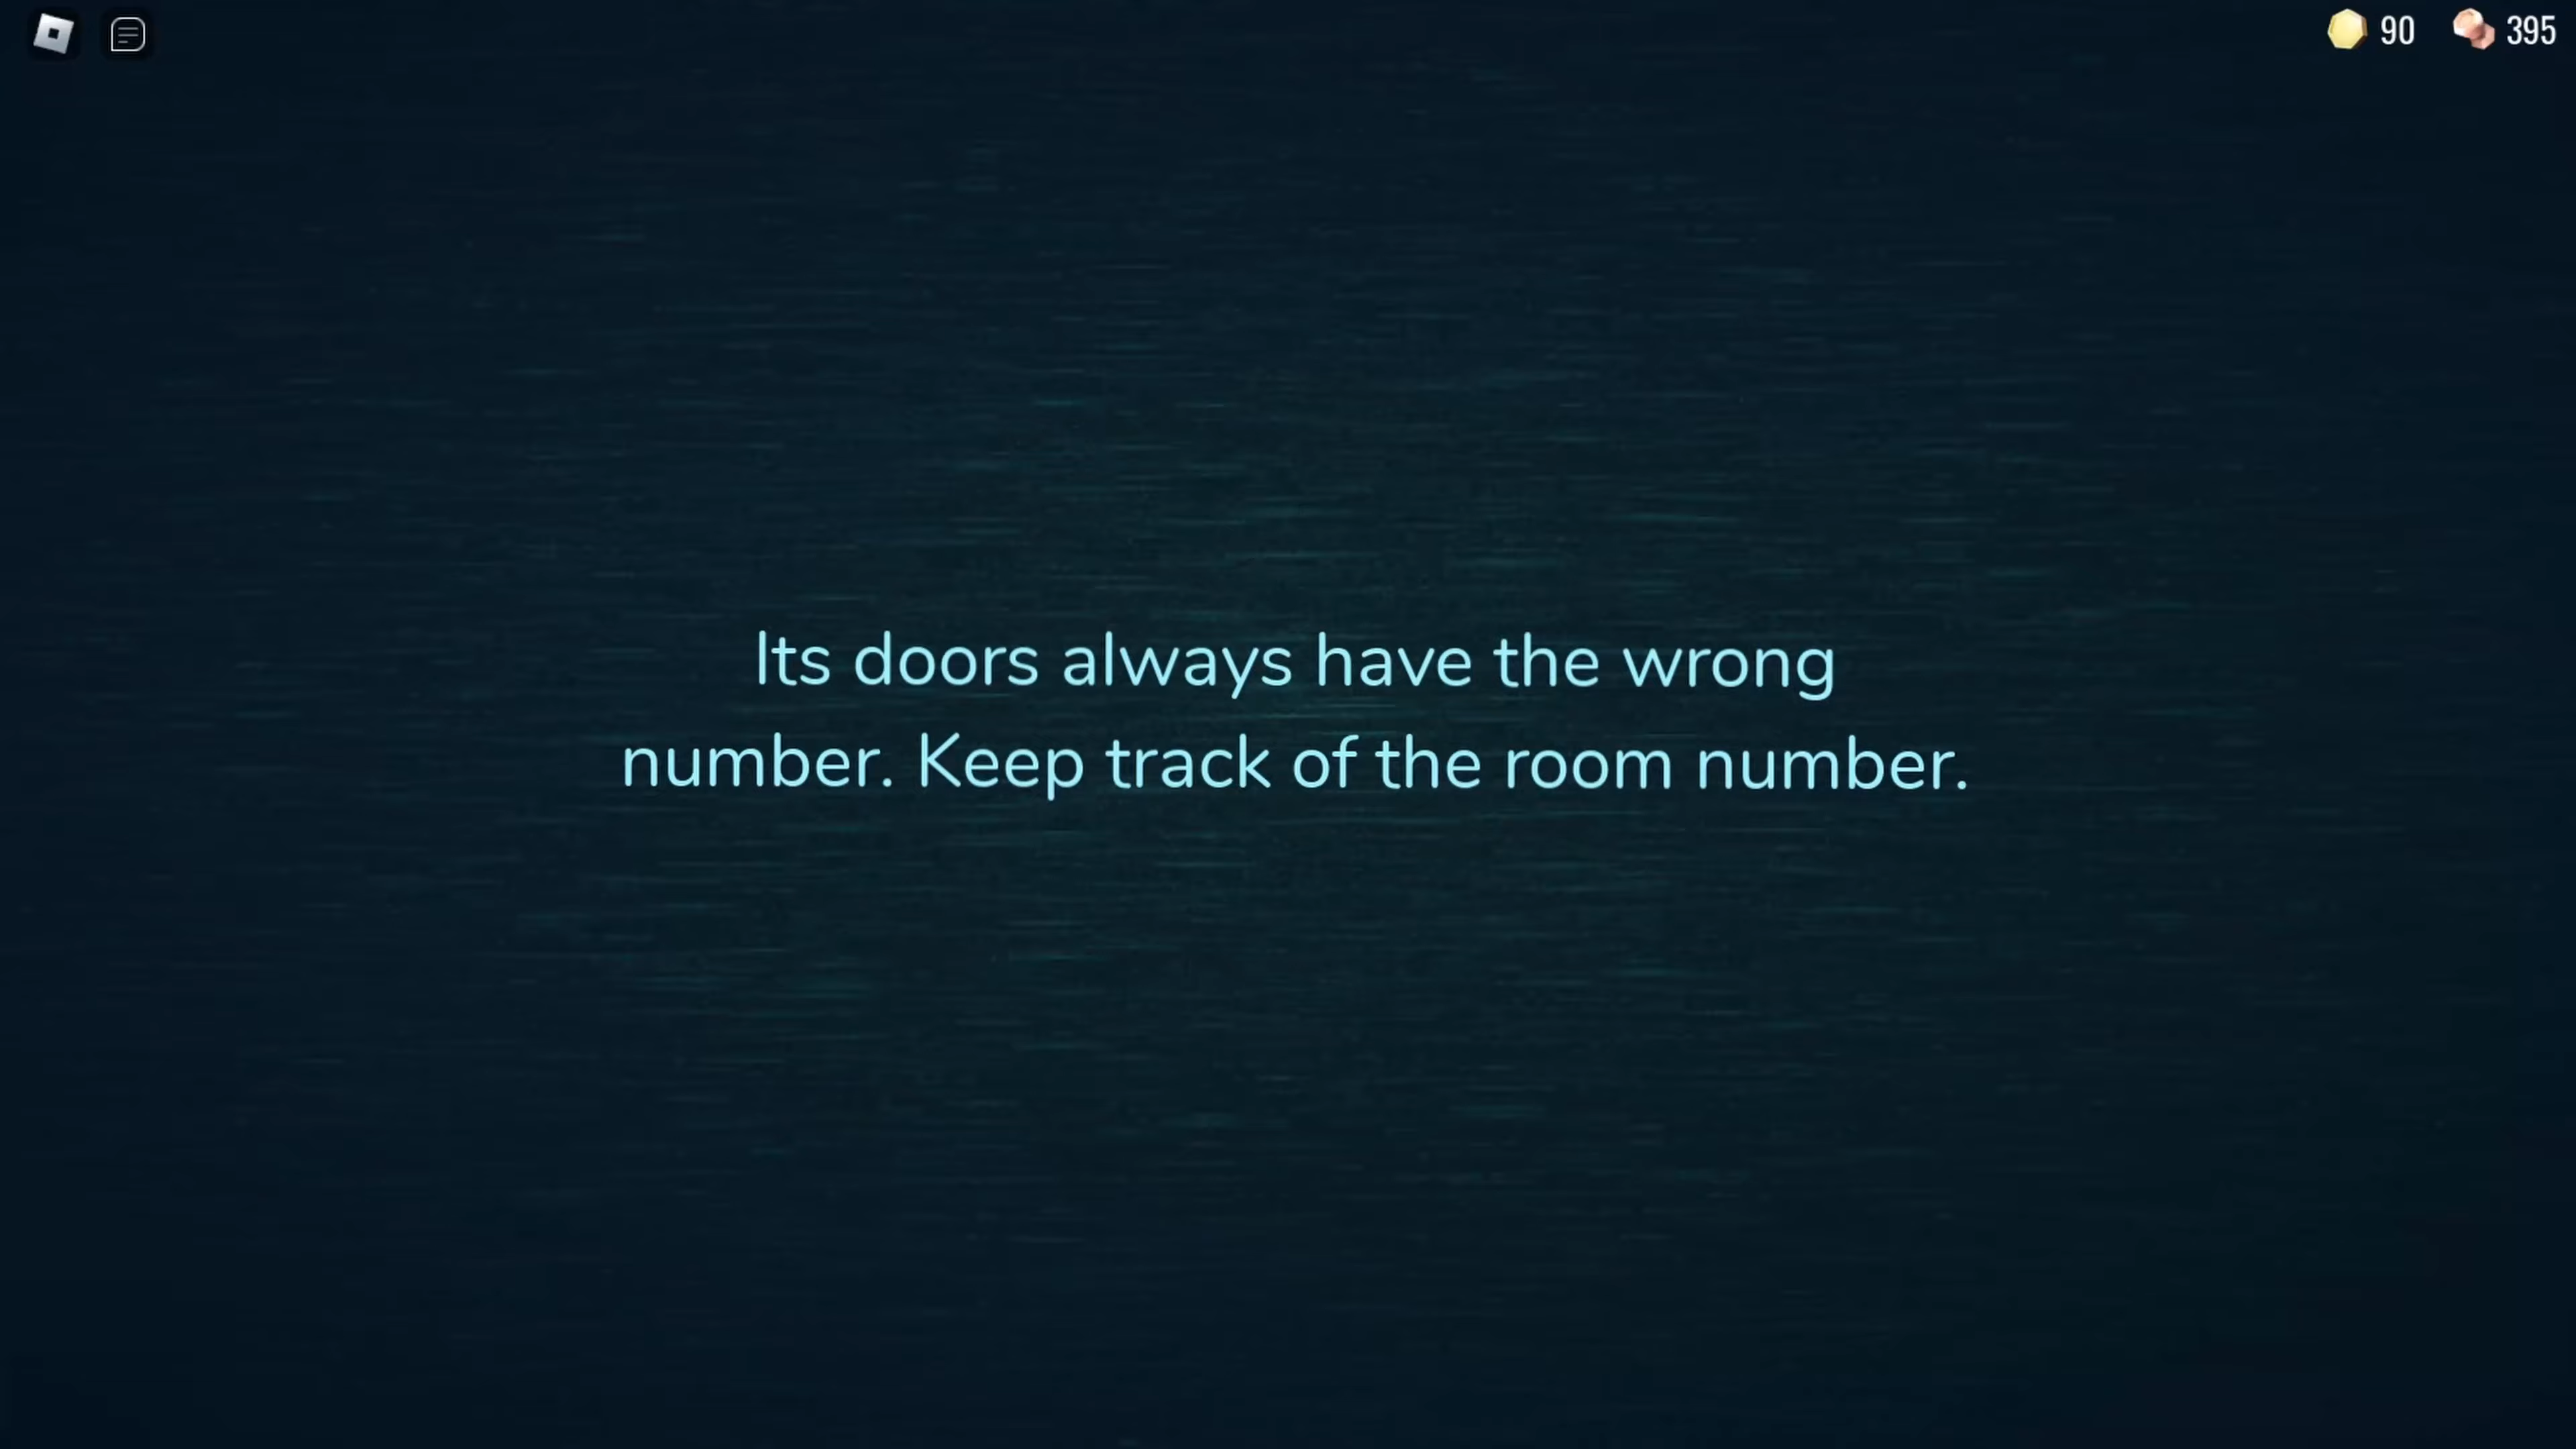 90 395
Its doors always have the wrong
number. Keep track of the room number.